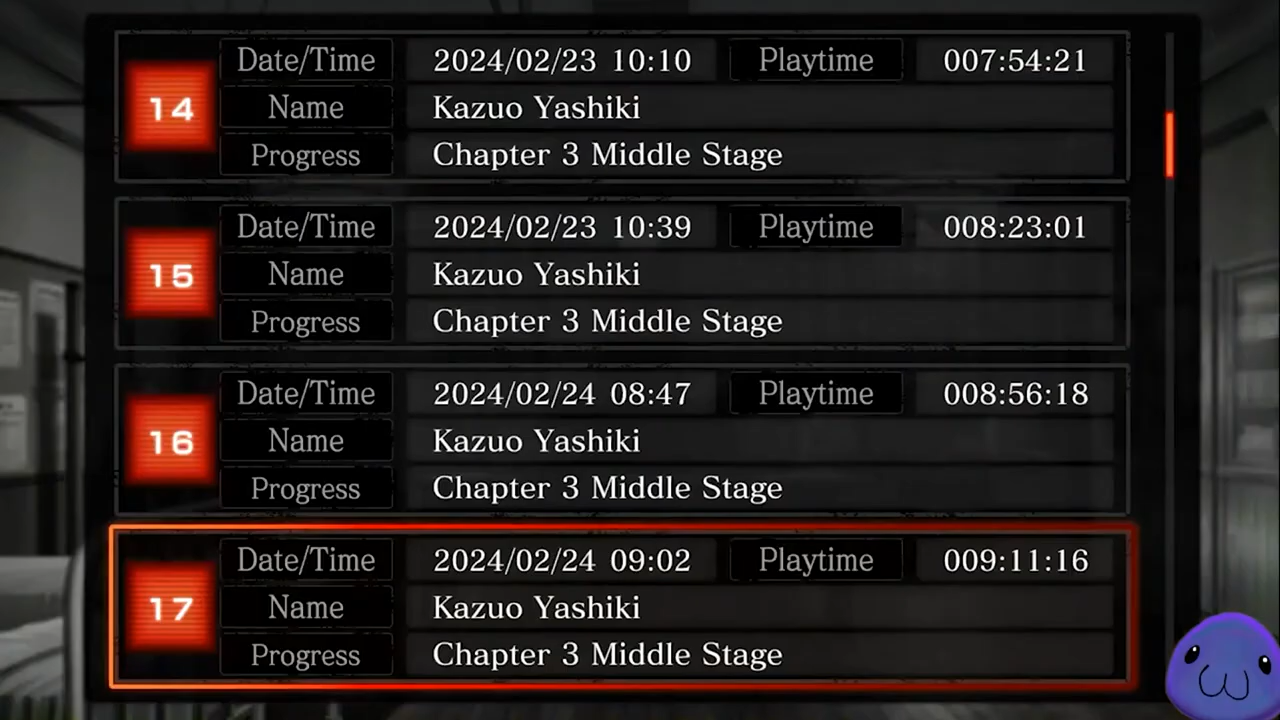 Date/Time 2024/02/23 10:10 Playtime 007:54:21
14 Name Kazuo Yashiki
Progress Chapter 3 Middle Stage
Date/Time 2024/02/23 10:39 Playtime 008:23:01
15 Name Kazuo Yashiki
Progress Chapter 3 Middle Stage
Date/Time 2024/02/24 08:47 Playtime 008:56:18
16 Name Kazuo Yashiki
Progress Chapter 3 Middle Stage
Date/Time 2024/02/24 09:02 Playtime 009:11:16
17 Name Kazuo Yashiki
Progress Chapter 3 Middle Stage